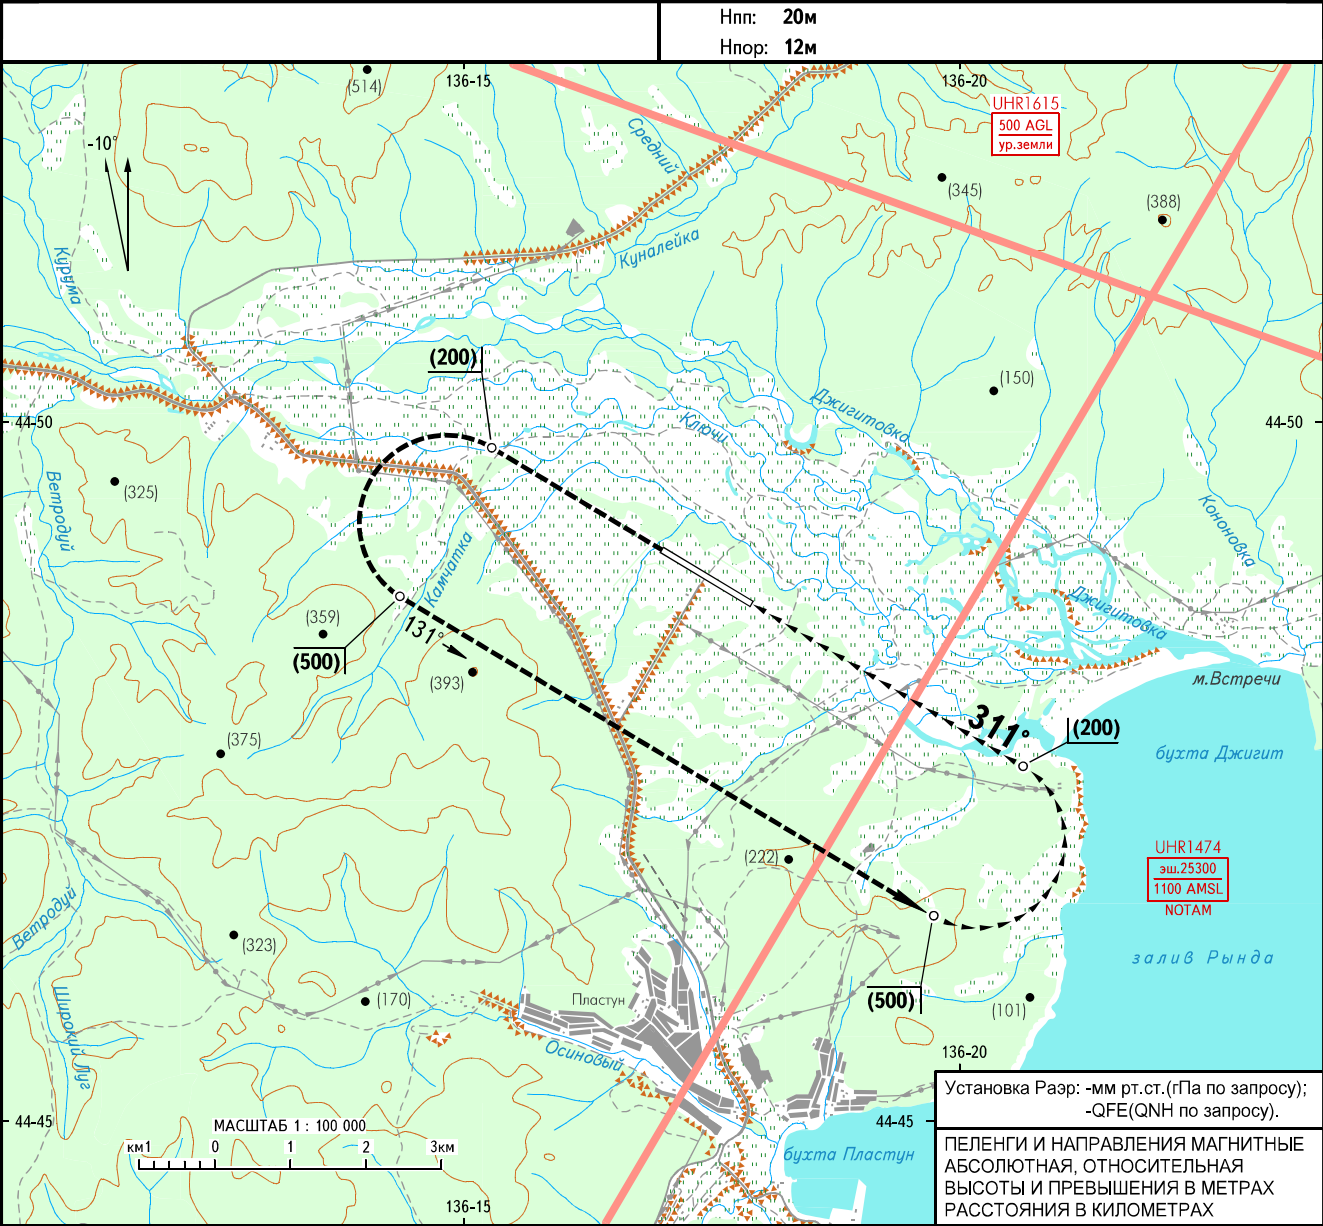 Нпп: 20м
Нпор: 12м
136-15
136-20
(514)
-10°
UHR1615
500 AGL
ур.земли
Средний
(345)
(388)
Куналейка
Курума
(200)
(150)
Джигитовка
Ключи
44-50
44-50
Ветродуй
(325)
Кононовка
Камчатка
Джигитовка
(359)
131°
(500)
(393)
м.Встречи
311°
(200)
(375)
бухта Джигит
UHR1474
эш.25300
1100 AMSL
NOTAM
(222)
Ветродуй
(323)
залив Рында
(170)
Пластун
(500)
(101)
Широкий Луг
Осиновый
136-20
Установка Раэр: -мм рт.ст.(гПа по запросу);
-QFE(QNH по запросу).
44-45
МАСШТАБ 1 : 100 000
44-45
км1 0 1 2 3км
бухта Пластун
ПЕЛЕНГИ И НАПРАВЛЕНИЯ МАГНИТНЫЕ
АБСОЛЮТНАЯ, ОТНОСИТЕЛЬНАЯ
ВЫСОТЫ И ПРЕВЫШЕНИЯ В МЕТРАХ
РАССТОЯНИЯ В КИЛОМЕТРАХ
136-15